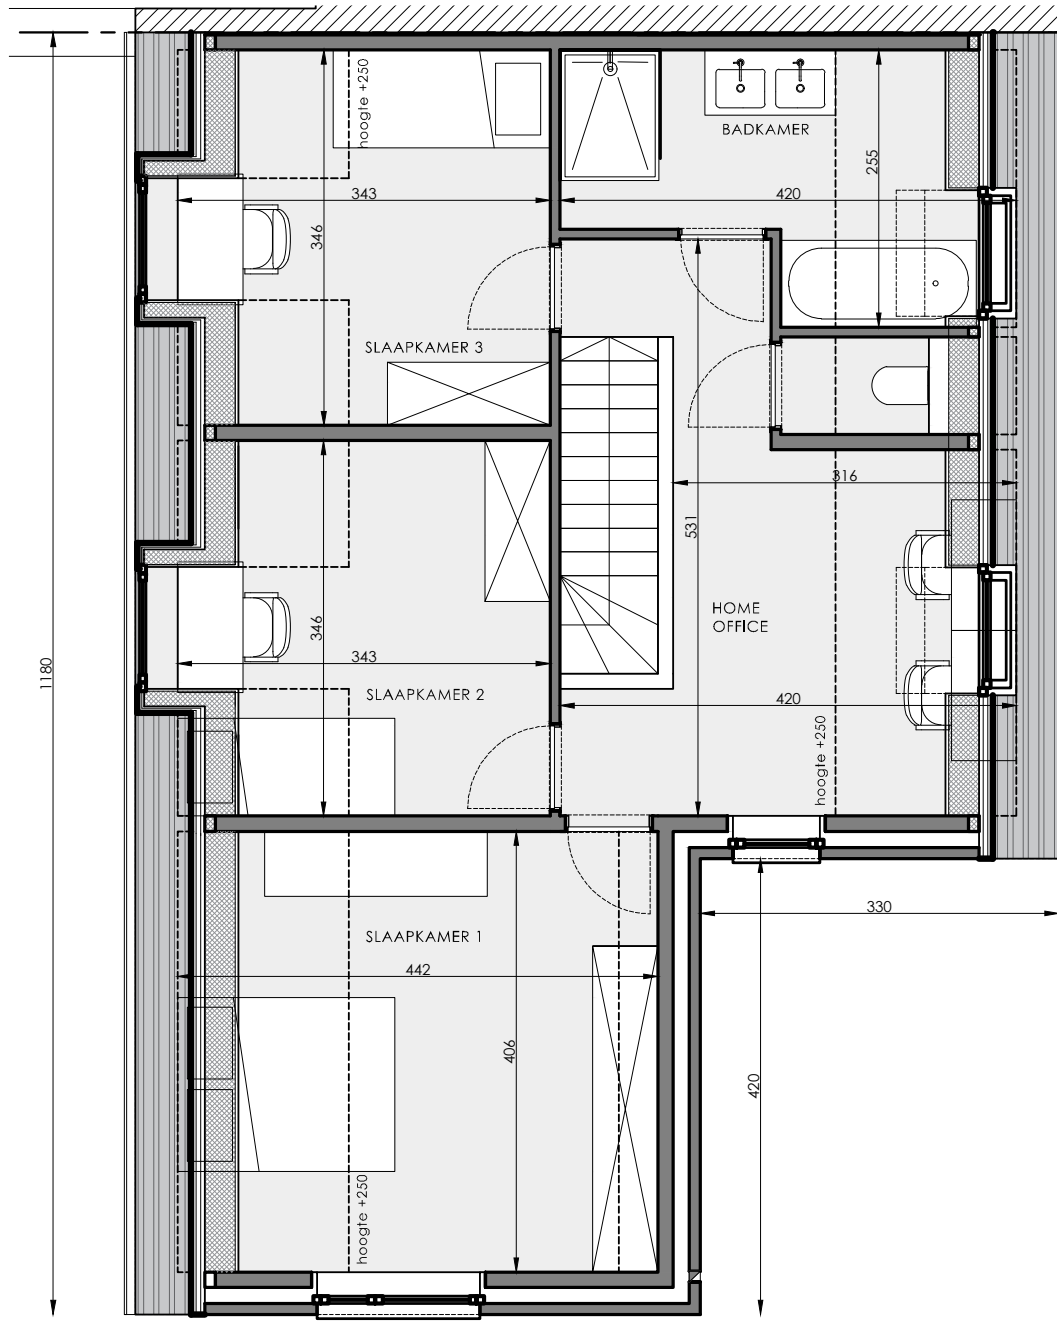 hoogte +250
BADKAMER
255
343
420
346
SLAAPKAMER 3
316
531
HOME
OFFICE
346
343
1180
SLAAPKAMER 2
420
hoogte +250
330
SLAAPKAMER 1
442
406
420
hoogte +250